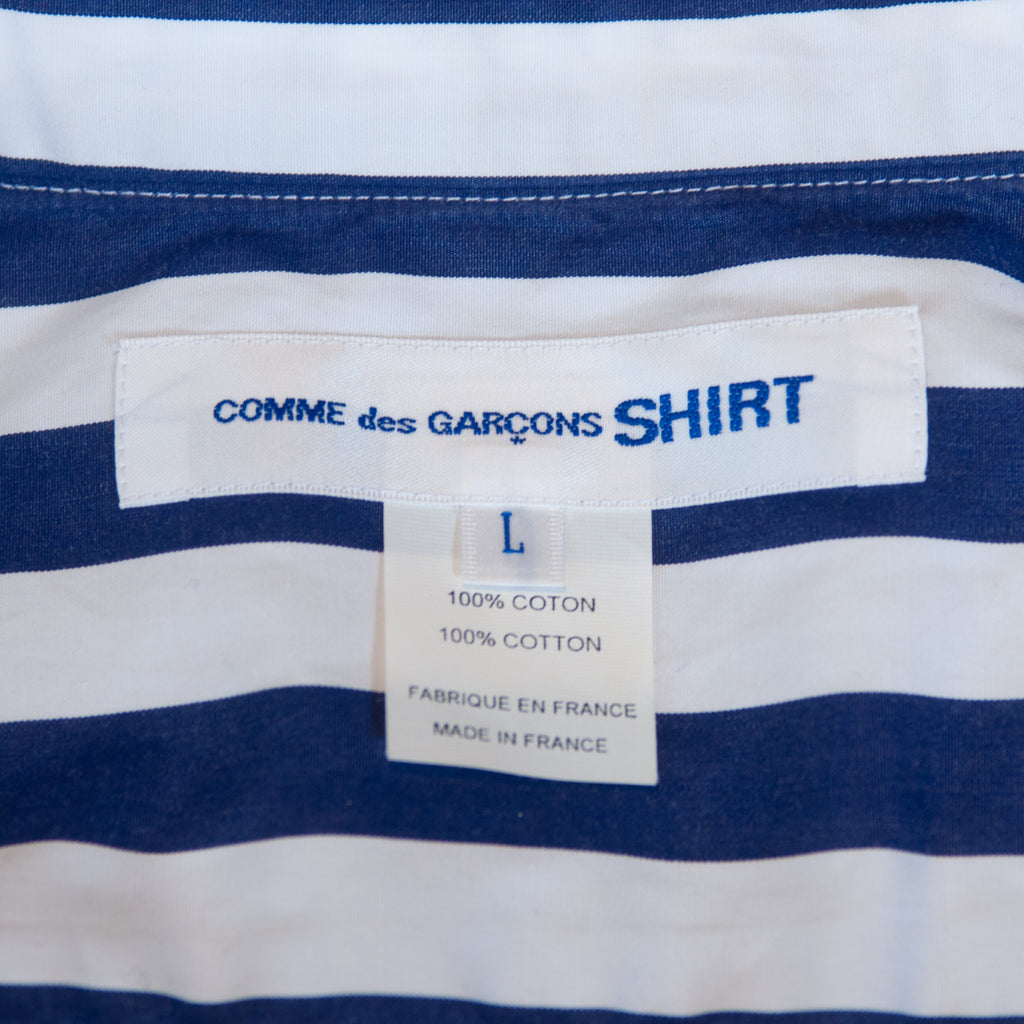 COMME des GARÇONS SHIRT
L
100% COTON
100% COTTON
FABRIQUE EN FRANCE
MADE IN FRANCE